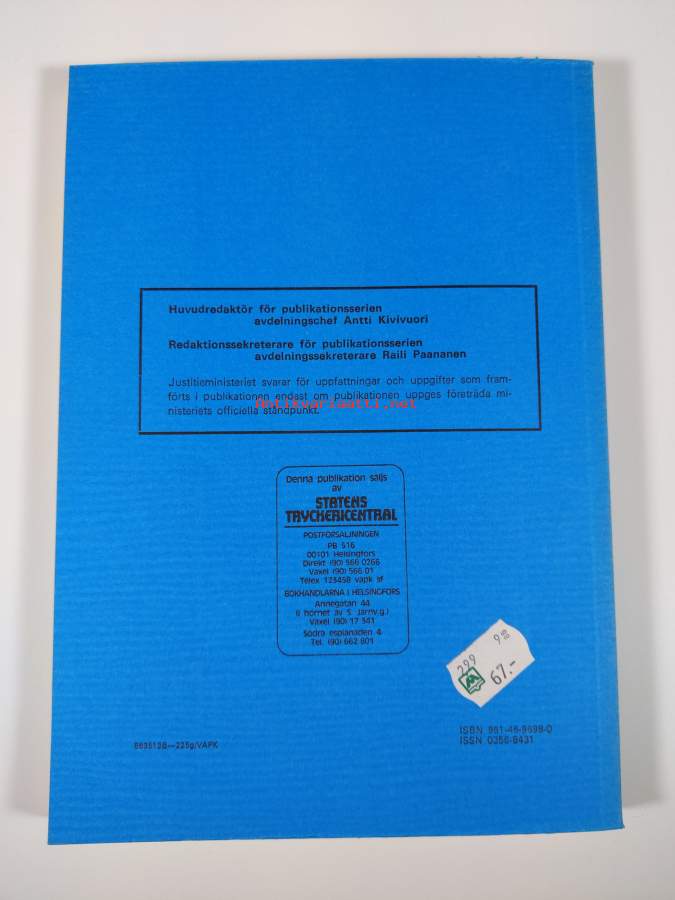 Huvudredaktör för publikationsserien
avdelningschef Antti Kivivuori
Redaktionssekreterare för publikationsserien
avdelningssekreterare Raili Paananen
Justitieministeriet svarar för uppfattningar och uppgifter som fram-
förts i publikationen endast om publikationen uppges företräda mi-
nisteriets officiella ståndpunkt.
Antikvariaatti.net
Denna publikation säljs
av
STATENS
TRYCKERICENTRAL
POSTFÖRSÄLJNINGEN
PB 516
00101 Helsingfors
Direkt (90) 566 0266
Växel (90) 566 01
Telex 123458 vapk sf
BOKHANDLARNA I HELSINGFORS
Annegatan 44
(i hörnet av S. Järnv.g.)
Växel (90) 17 341
Södra esplanaden 4
Tel. (90) 662 801
299
67.-
ISSN 0356-8431